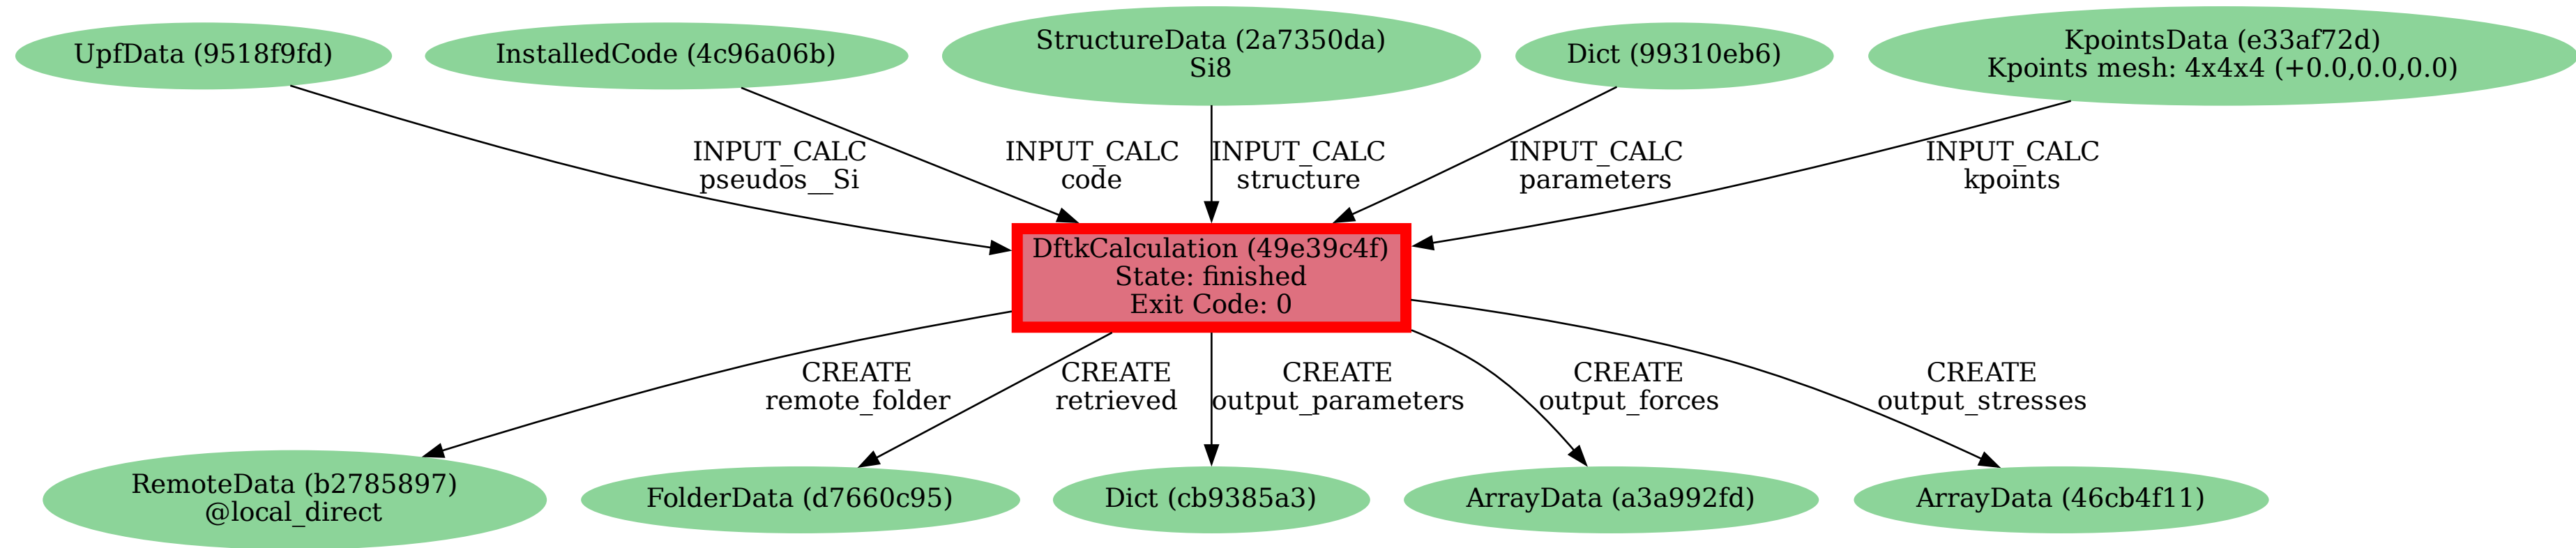 UpfData (9518f9fd)
InstalledCode (4c96a06b)
StructureData (2a7350da)
Si8
Dict (99310eb6)
KpointsData (e33af72d)
Kpoints mesh: 4x4x4 (+0.0,0.0,0.0)
INPUT_CALC
pseudos__Si
INPUT_CALC
code
INPUT_CALC
structure
INPUT_CALC
parameters
INPUT_CALC
kpoints
DftkCalculation (49e39c4f)
State: finished
Exit Code: 0
CREATE
remote_folder
CREATE
retrieved
CREATE
output_parameters
CREATE
output_forces
CREATE
output_stresses
RemoteData (b2785897)
@local_direct
FolderData (d7660c95)
Dict (cb9385a3)
ArrayData (a3a992fd)
ArrayData (46cb4f11)